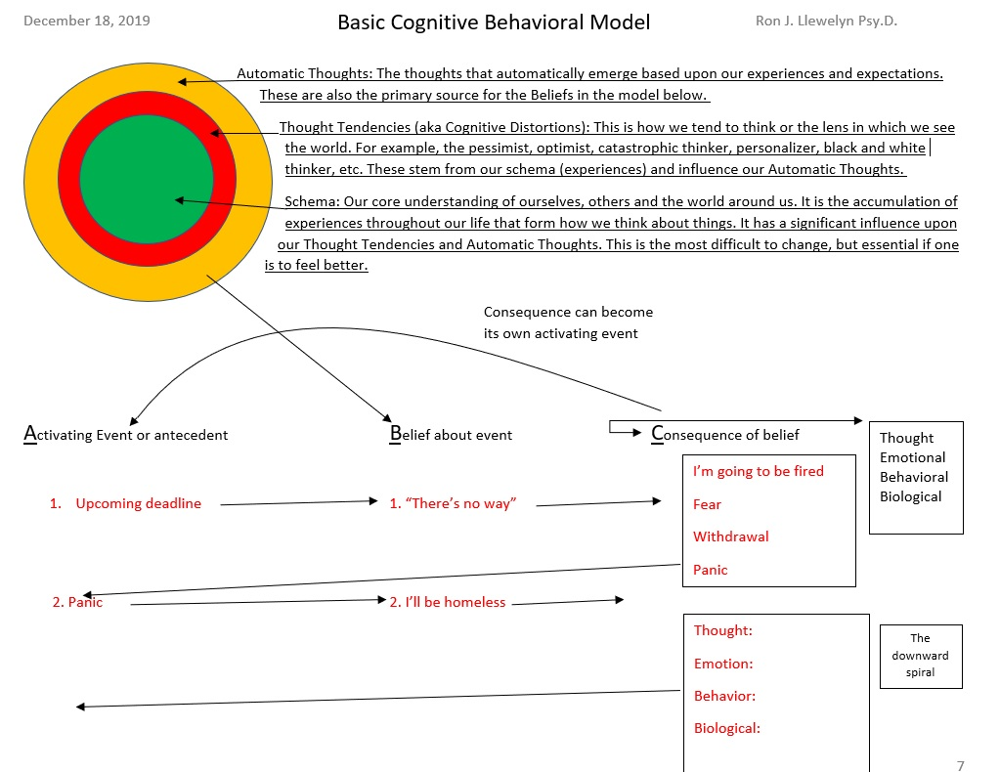 December 18, 2019
Basic Cognitive Behavioral Model
Ron J. Llewelyn Psy.D.
Automatic Thoughts: The thoughts that automatically emerge based upon our experiences and expectations.
These are also the primary source for the Beliefs in the model below.
Thought Tendencies (aka Cognitive Distortions): This is how we tend to think or the lens in which we see
the world. For example, the pessimist, optimist, catastrophic thinker, personalizer, black and white
thinker, etc. These stem from our schema (experiences) and influence our Automatic Thoughts.
Schema: Our core understanding of ourselves, others and the world around us. It is the accumulation of
experiences throughout our life that form how we think about things. It has a significant influence upon
our Thought Tendencies and Automatic Thoughts. This is the most difficult to change, but essential if one
is to feel better.
Consequence can become
its own activating event
Activating Event or antecedent
Belief about event
Consequence of belief
Thought
Emotional
Behavioral
Biological
1. Upcoming deadline
1. “There’s no way”
I’m going to be fired
Fear
Withdrawal
Panic
2. Panic
2. I’ll be homeless
Thought:
Emotion:
Behavior:
Biological:
The
downward
spiral
7